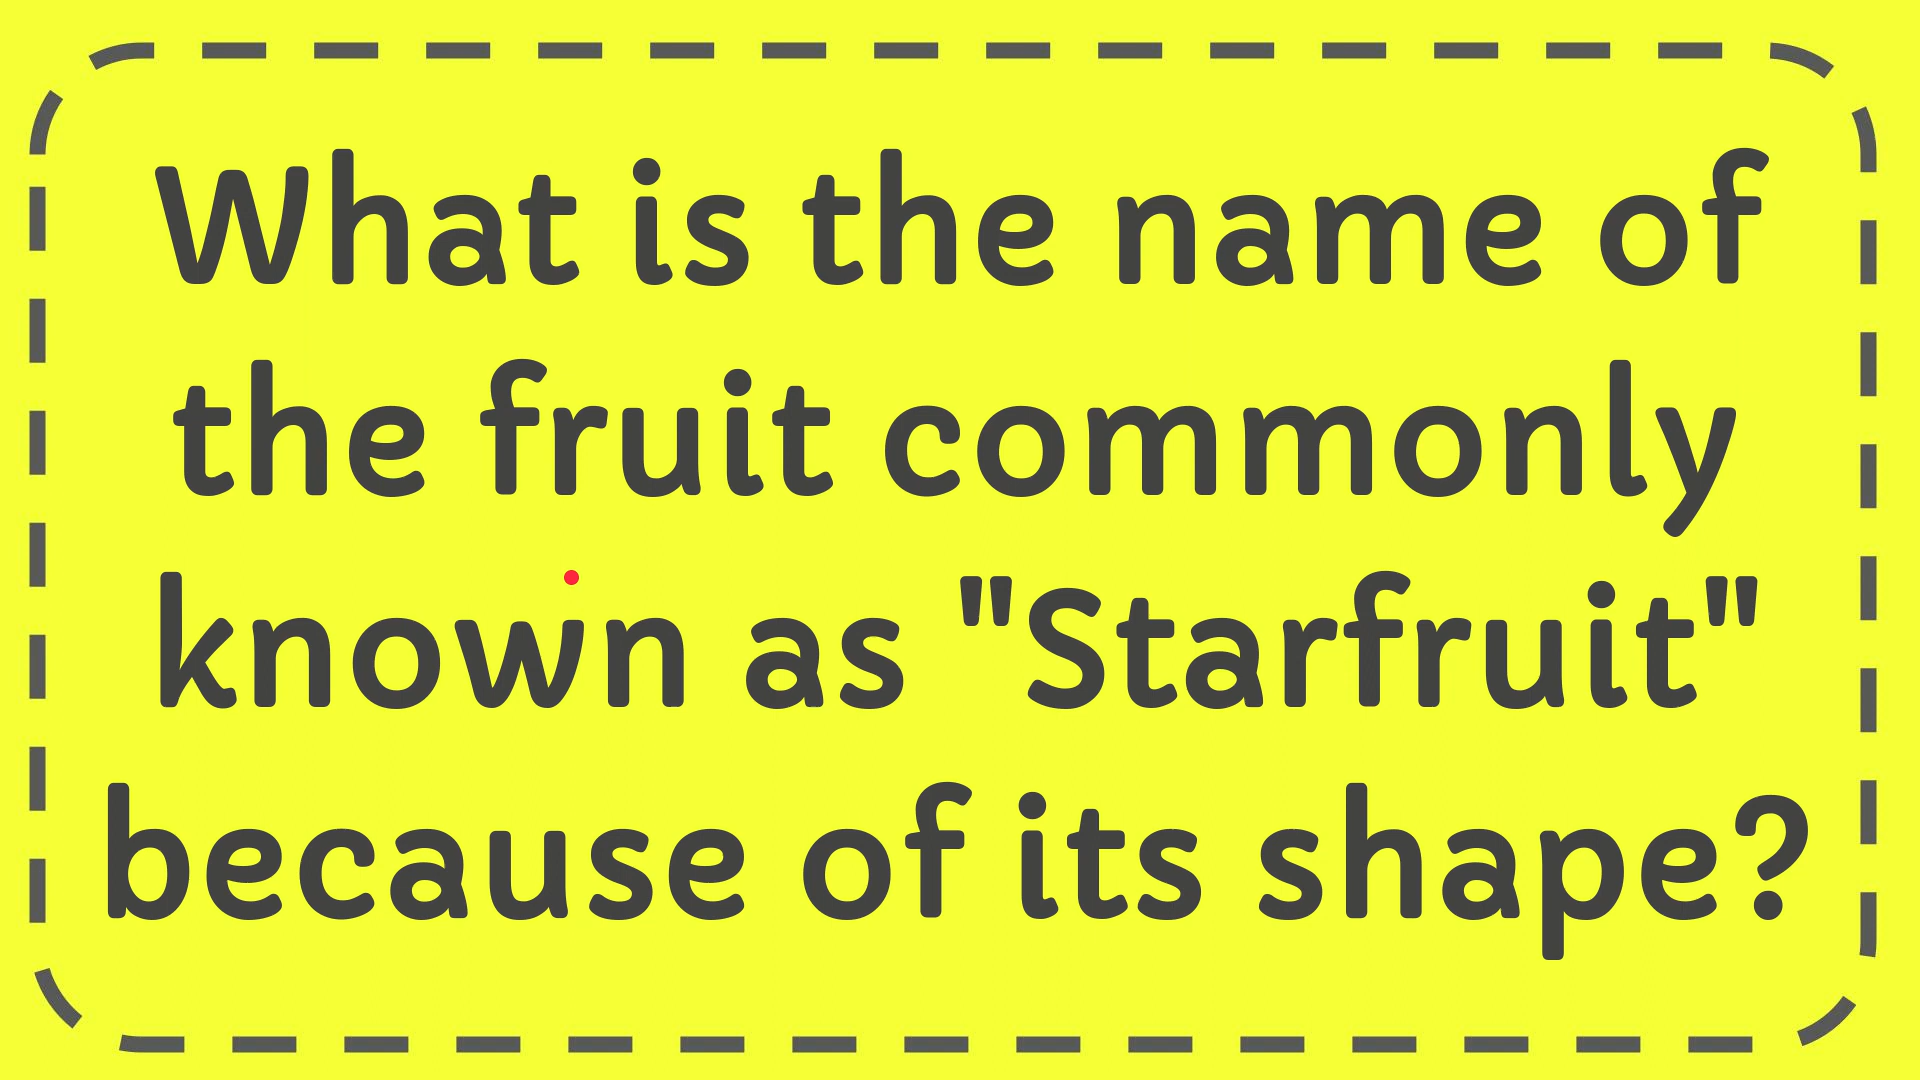 What is the name of
the fruit commonly
known as "Starfruit"
because of its shape?